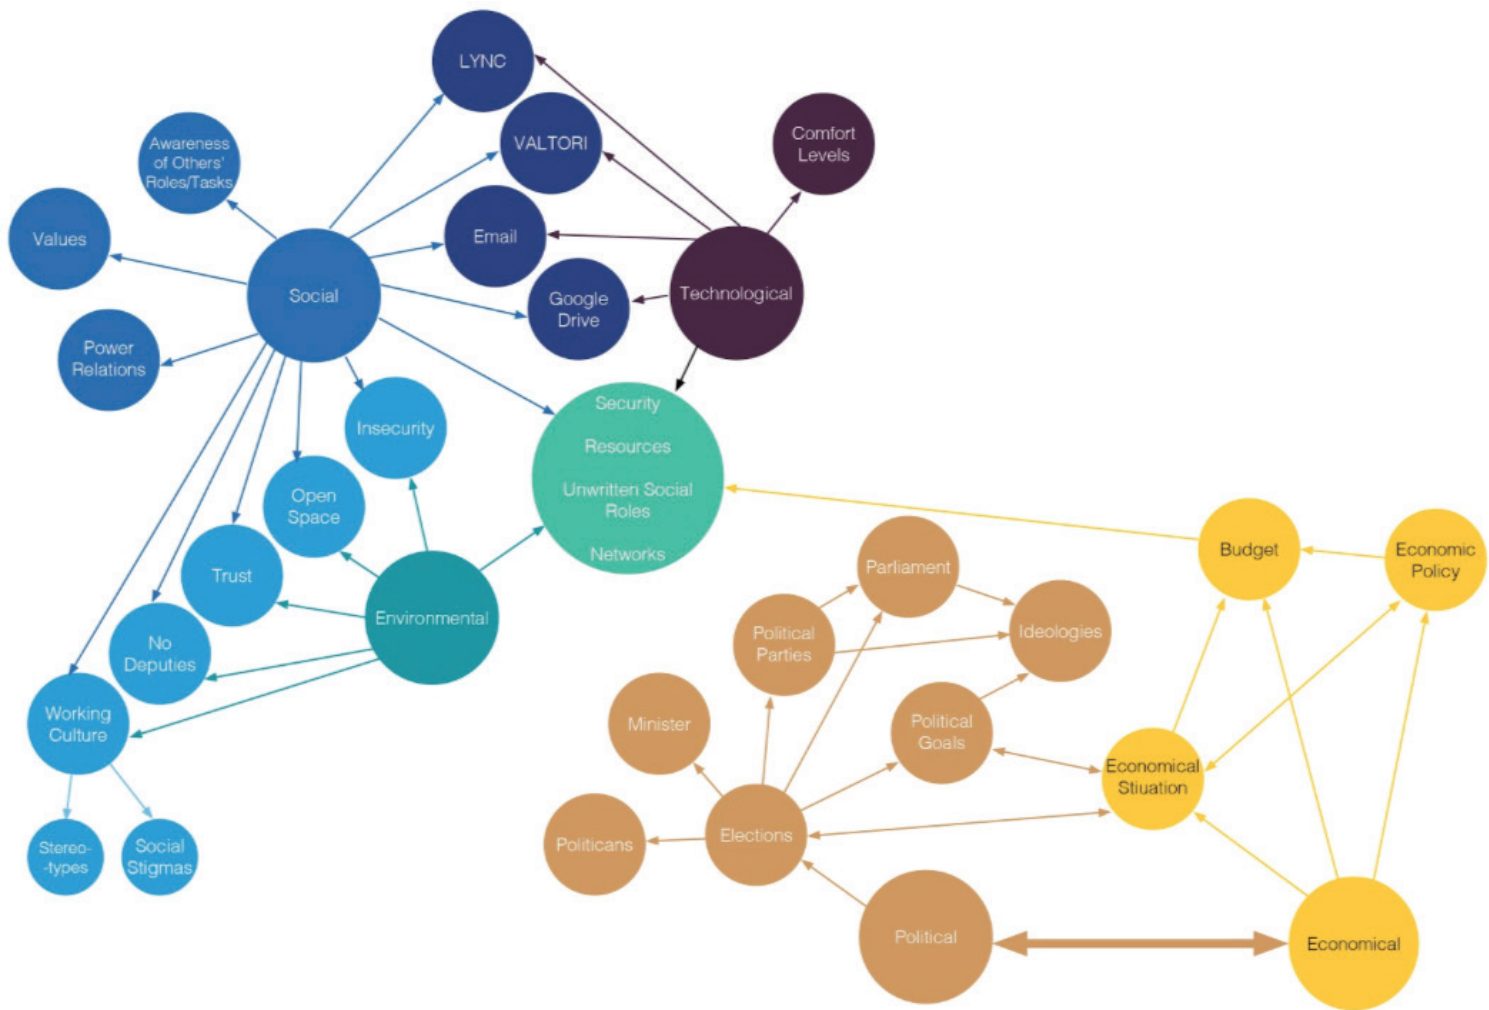 LYNC
VALTORI
Comfort
Levels
Awareness
of Others'
Roles/Tasks
Values
Email
Social
Google
Drive
Technological
Power
Relations
Insecurity
Security
Resources
Unwritten Social
Roles
Networks
Open
Space
Trust
Environmental
No
Deputies
Working
Culture
Stereo-
-types
Social
Stigmas
Parliament
Political
Parties
Ideologies
Budget
Economic
Policy
Minister
Political
Goals
Economical
Stiuation
Politicans
Elections
Political
Economical